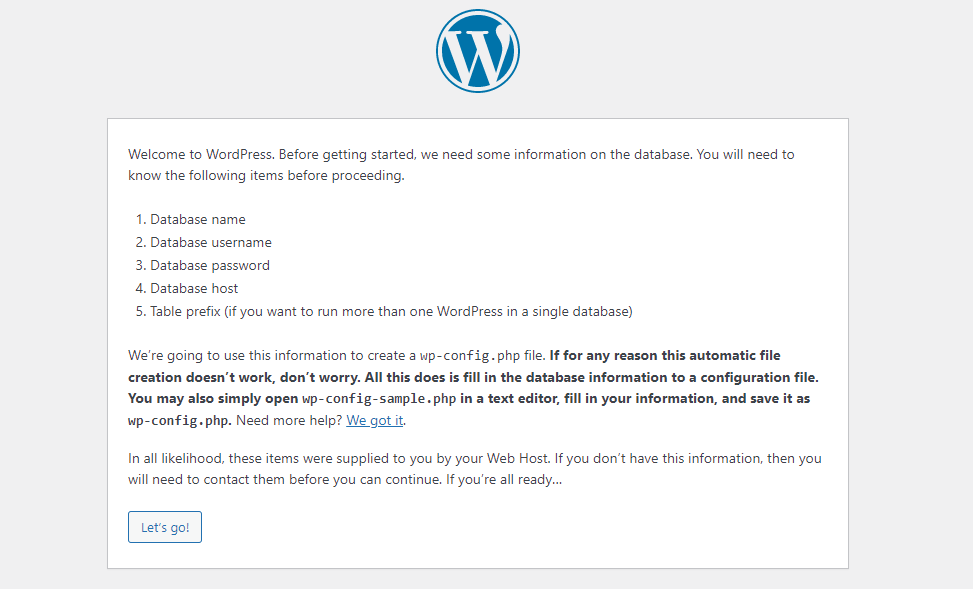 W
Welcome to WordPress. Before getting started, we need some information on the database. You will need to
know the following items before proceeding.
1. Database name
2. Database username
3. Database password
4. Database host
5. Table prefix (if you want to run more than one WordPress in a single database)
We’re going to use this information to create a wp-config.php file. If for any reason this automatic file
creation doesn’t work, don’t worry. All this does is fill in the database information to a configuration file.
You may also simply open wp-config-sample.php in a text editor, fill in your information, and save it as
wp-config.php. Need more help? We got it.
In all likelihood, these items were supplied to you by your Web Host. If you don’t have this information, then you
will need to contact them before you can continue. If you’re all ready…
Let’s go!